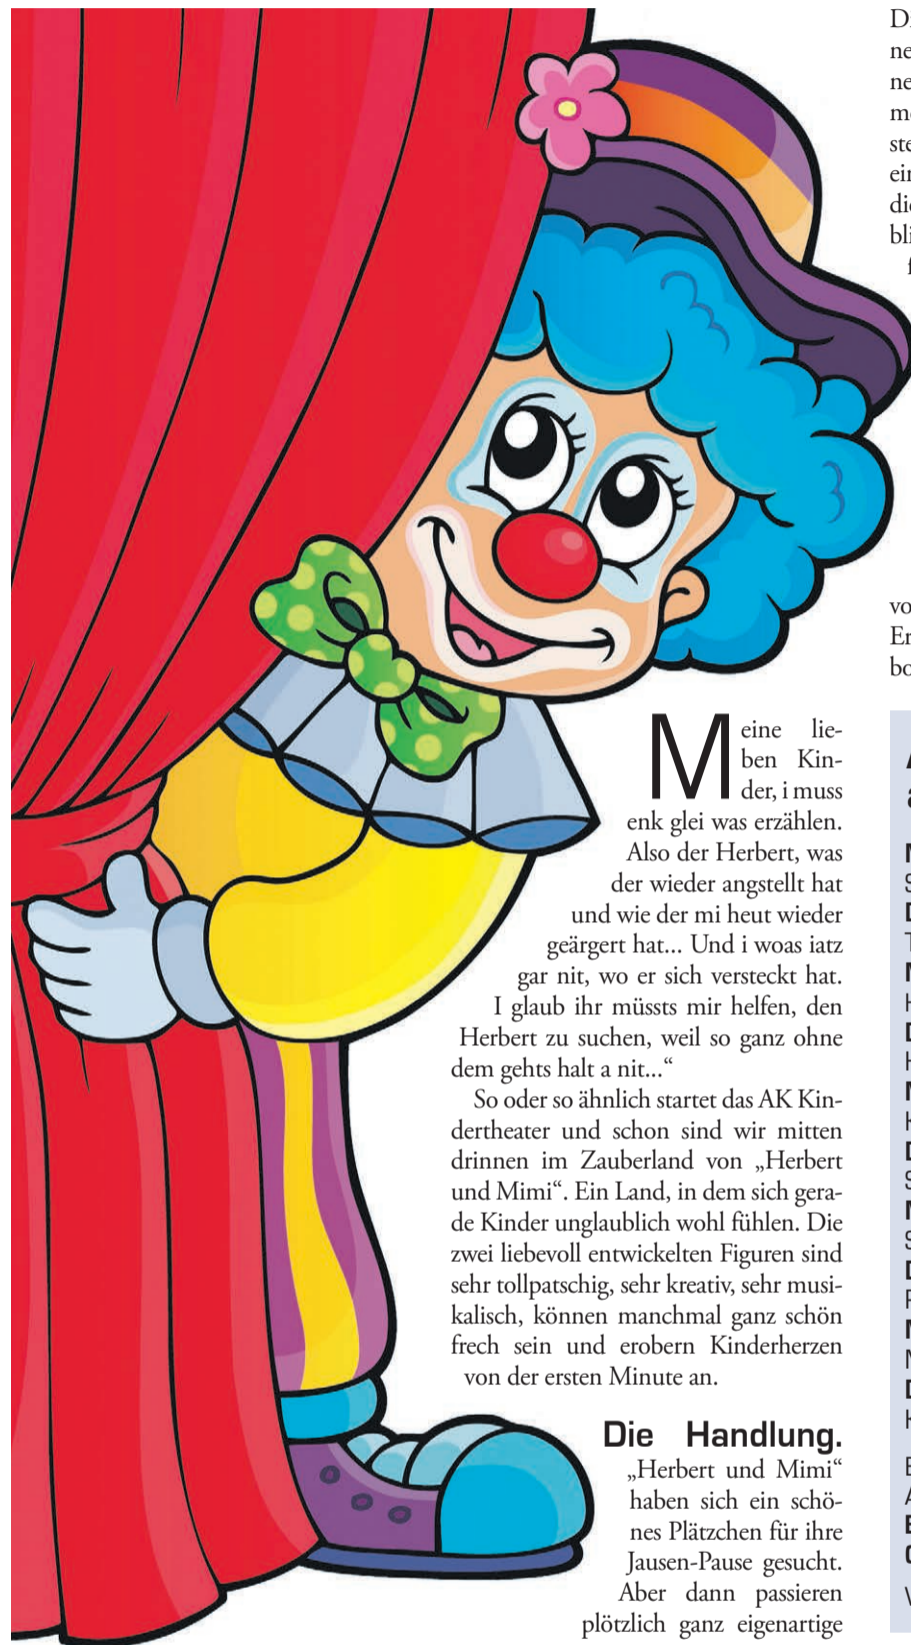 Meine lie-
ben Kin-
der, i muss
enk glei was erzählen.
Also der Herbert, was
der wieder angstellt hat
und wie der mi heut wieder
geärgert hat... Und i woas iatz
gar nit, wo er sich versteckt hat.
I glaub ihr müssts mir helfen, den
Herbert zu suchen, weil so ganz ohne
dem gehts halt a nit...“
So oder so ähnlich startet das AK Kin-
dertheater und schon sind wir mitten
drinnen im Zauberland von „Herbert
und Mimi“. Ein Land, in dem sich gera-
de Kinder unglaublich wohl fühlen. Die
zwei liebevoll entwickelten Figuren sind
sehr tollpatschig, sehr kreativ, sehr musi-
kalisch, können manchmal ganz schön
frech sein und erobern Kinderherzen
von der ersten Minute an.
Die Handlung.
„Herbert und Mimi“
haben sich ein schö-
nes Plätzchen für ihre
Jausen-Pause gesucht.
Aber dann passieren
plötzlich ganz eigenartige